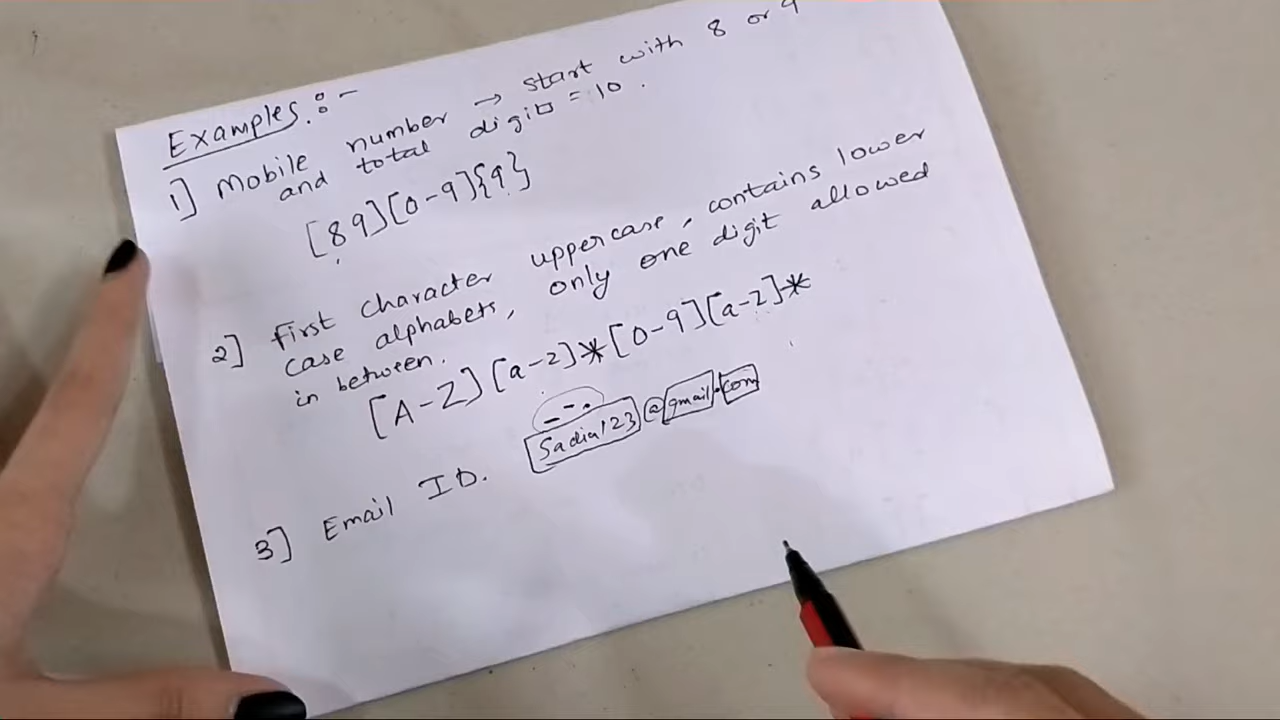 Examples:-
1] Mobile number → start with 8 or 9
and total digits = 10.
[89][0-9]{9}
2] first character uppercase, contains lower
case alphabets, only one digit allowed
in between.
[A-Z][a-z]*[0-9][a-z]*
3] Email ID. Sadia123@gmail.com